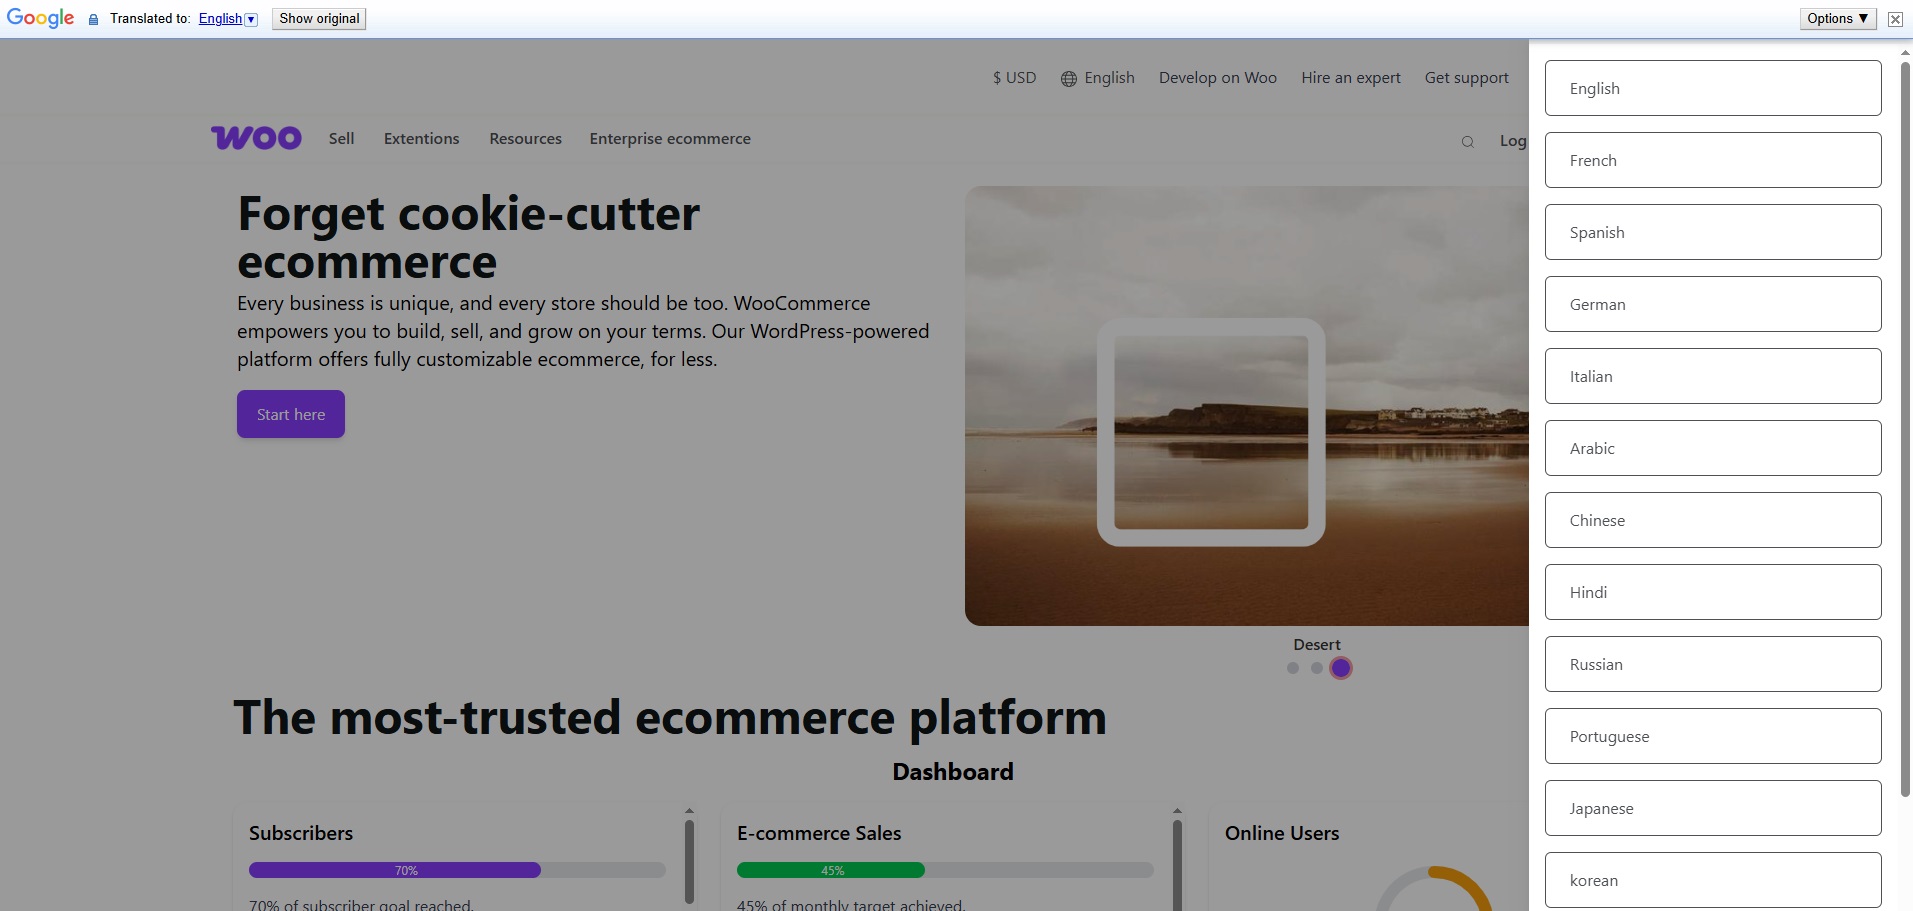 Google Translated to: English ▼ Show original Options ▼
$ USD English Develop on Woo Hire an expert Get support
WOO Sell Extentions Resources Enterprise ecommerce Log
Forget cookie-cutter
ecommerce
Every business is unique, and every store should be too. WooCommerce
empowers you to build, sell, and grow on your terms. Our WordPress-powered
platform offers fully customizable ecommerce, for less.
Start here
Desert
The most-trusted ecommerce platform
Dashboard
Subscribers
70%
70% of subscriber goal reached.
E-commerce Sales
45%
45% of monthly target achieved.
Online Users
English
French
Spanish
German
Italian
Arabic
Chinese
Hindi
Russian
Portuguese
Japanese
korean